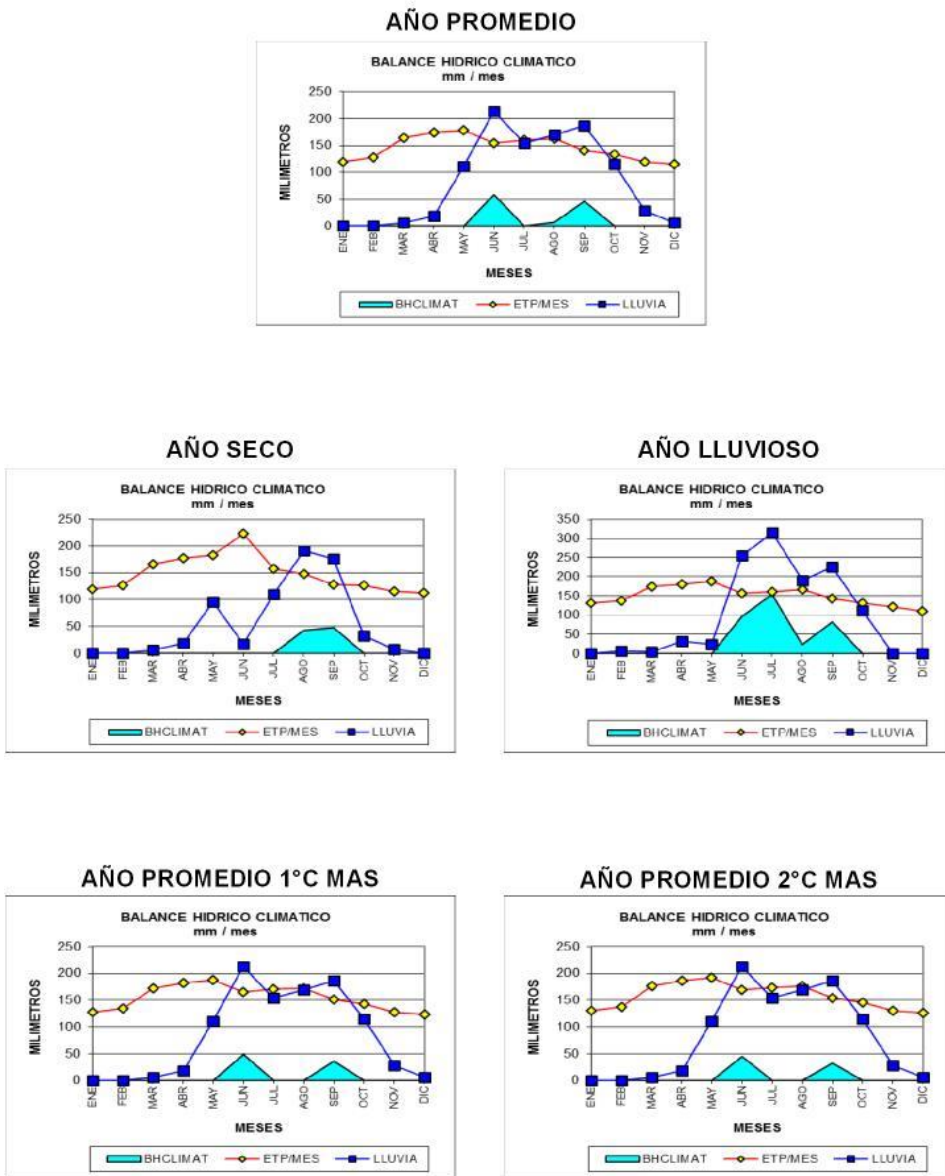 AÑO PROMEDIO
BALANCE HIDRICO CLIMATICO
mm / mes
MILIMETROS
250
200
150
100
50
0
ENE FEB MAR ABR MAY JUN JUL AGO SEP OCT NOV DIC
MESES
BHCLIMAT ETP/MES LLUVIA
AÑO SECO
BALANCE HIDRICO CLIMATICO
mm / mes
MILIMETROS
250
200
150
100
50
0
ENE FEB MAR ABR MAY JUN JUL AGO SEP OCT NOV DIC
MESES
BHCLIMAT ETP/MES LLUVIA
AÑO LLUVIOSO
BALANCE HIDRICO CLIMATICO
mm / mes
MILIMETROS
350
300
250
200
150
100
50
0
ENE FEB MAR ABR MAY JUN JUL AGO SEP OCT NOV DIC
MESES
BHCLIMAT ETP/MES LLUVIA
AÑO PROMEDIO 1°C MAS
BALANCE HIDRICO CLIMATICO
mm / mes
MILIMETROS
250
200
150
100
50
0
ENE FEB MAR ABR MAY JUN JUL AGO SEP OCT NOV DIC
MESES
BHCLIMAT ETP/MES LLUVIA
AÑO PROMEDIO 2°C MAS
BALANCE HIDRICO CLIMATICO
mm / mes
MILIMETROS
250
200
150
100
50
0
ENE FEB MAR ABR MAY JUN JUL AGO SEP OCT NOV DIC
MESES
BHCLIMAT ETP/MES LLUVIA